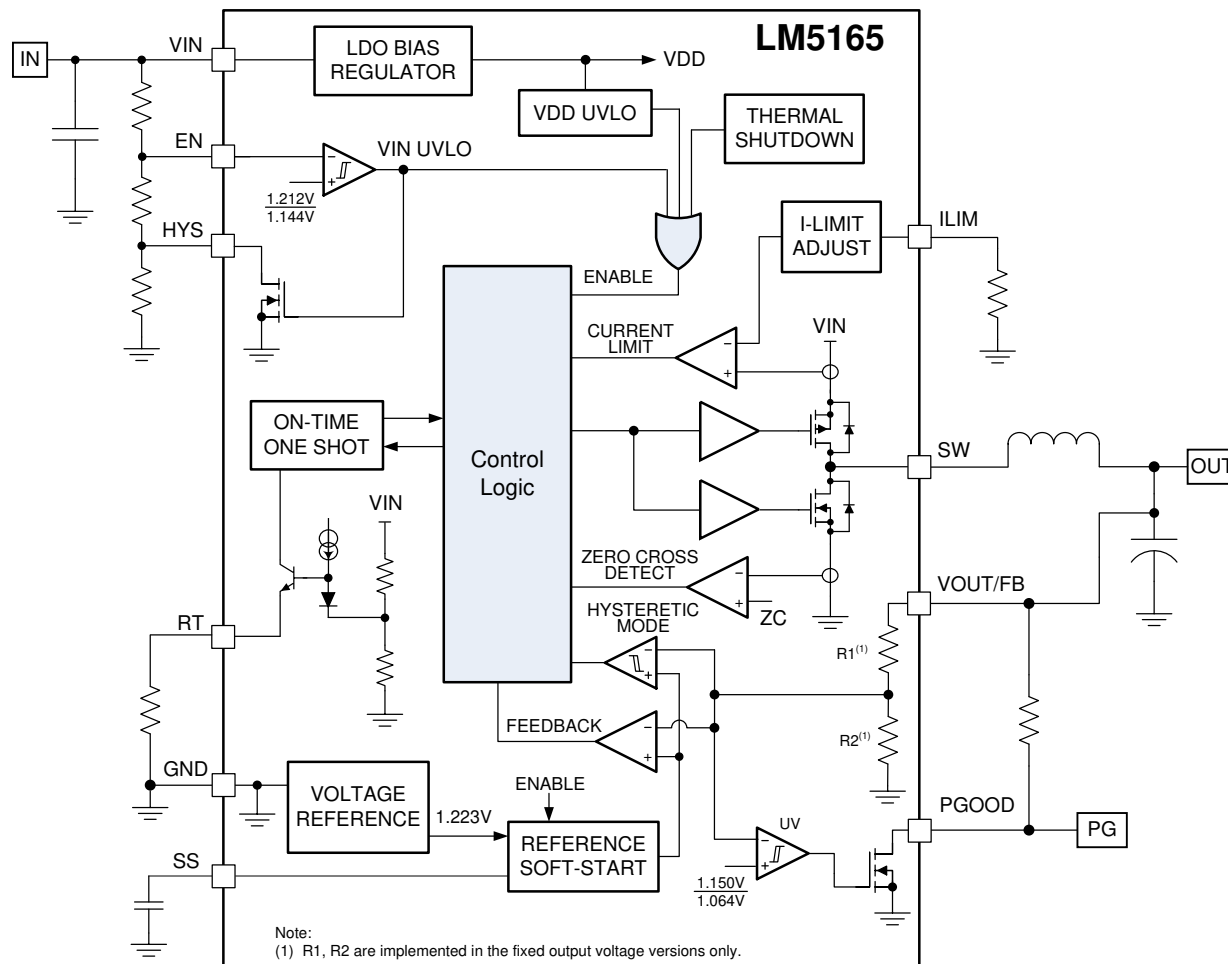 LM5165
IN
VIN
LDO BIAS
REGULATOR
VDD
VDD UVLO
THERMAL
SHUTDOWN
EN
VIN UVLO
1.212V
1.144V
HYS
I-LIMIT
ADJUST
ILIM
ENABLE
CURRENT
LIMIT
VIN
-
+
ON-TIME
ONE SHOT
Control
Logic
SW
OUT
VIN
ZERO CROSS
DETECT
-
+
ZC
VOUT/FB
HYSTERETIC
MODE
RT
-
+
R1(1)
FEEDBACK
-
+
R2(1)
GND
VOLTAGE
REFERENCE
1.223V
ENABLE
REFERENCE
SOFT-START
PGOOD
PG
UV
-
+
1.150V
1.064V
SS
Note:
(1) R1, R2 are implemented in the fixed output voltage versions only.